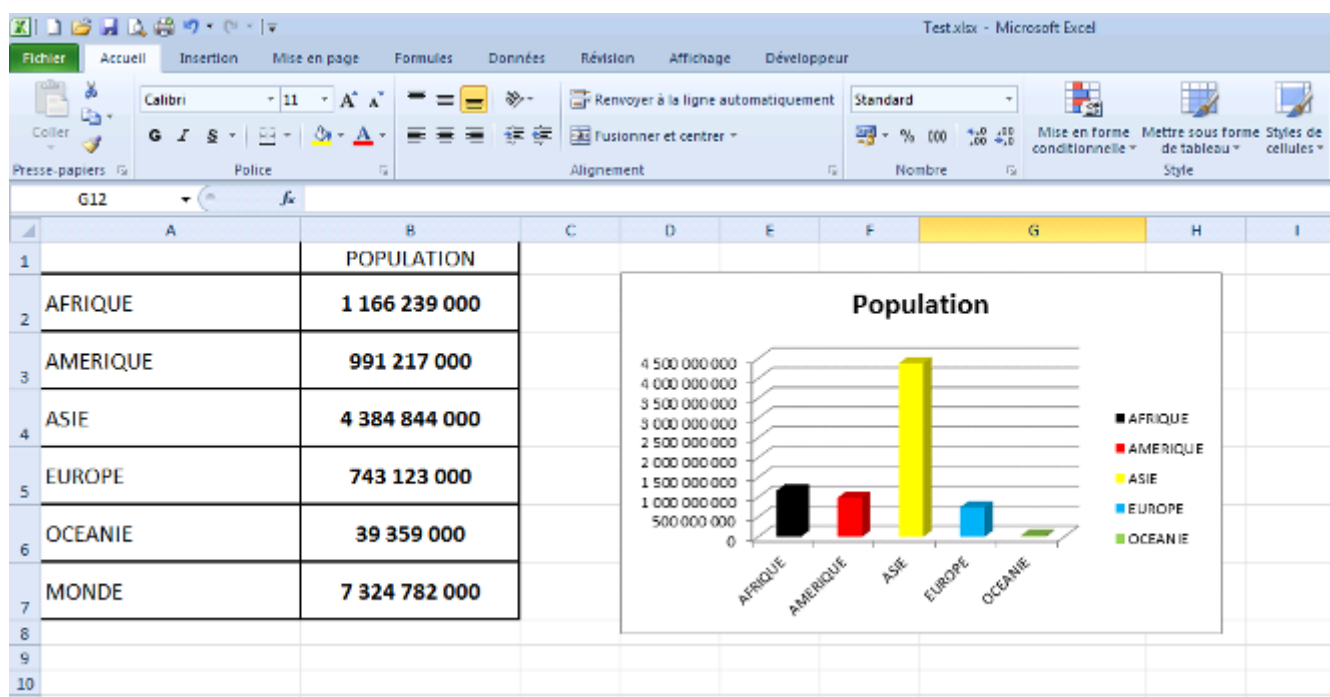 Test.xlsx - Microsoft Excel
Fichier Accueil Insertion Mise en page Formules Données Révision Affichage Développeur
Calibri 11 A A Renvoyer à la ligne automatiquement Standard
Coller G I S A Fusionner et centrer % 000 ,00 ,0 Mise en forme conditionnelle Mettre sous forme de tableau Styles de cellules
Presse-papiers Police Alignement Nombre Style
G12 fx
A B C D E F G H I
1 POPULATION
2 AFRIQUE 1 166 239 000
3 AMERIQUE 991 217 000
4 ASIE 4 384 844 000
5 EUROPE 743 123 000
6 OCEANIE 39 359 000
7 MONDE 7 324 782 000
8
9
10
Population
4 500 000 000
4 000 000 000
3 500 000 000
3 000 000 000
2 500 000 000
2 000 000 000
1 500 000 000
1 000 000 000
500 000 000
0
AFRIQUE AMERIQUE ASIE EUROPE OCEANIE
AFRIQUE
AMERIQUE
ASIE
EUROPE
OCEANIE